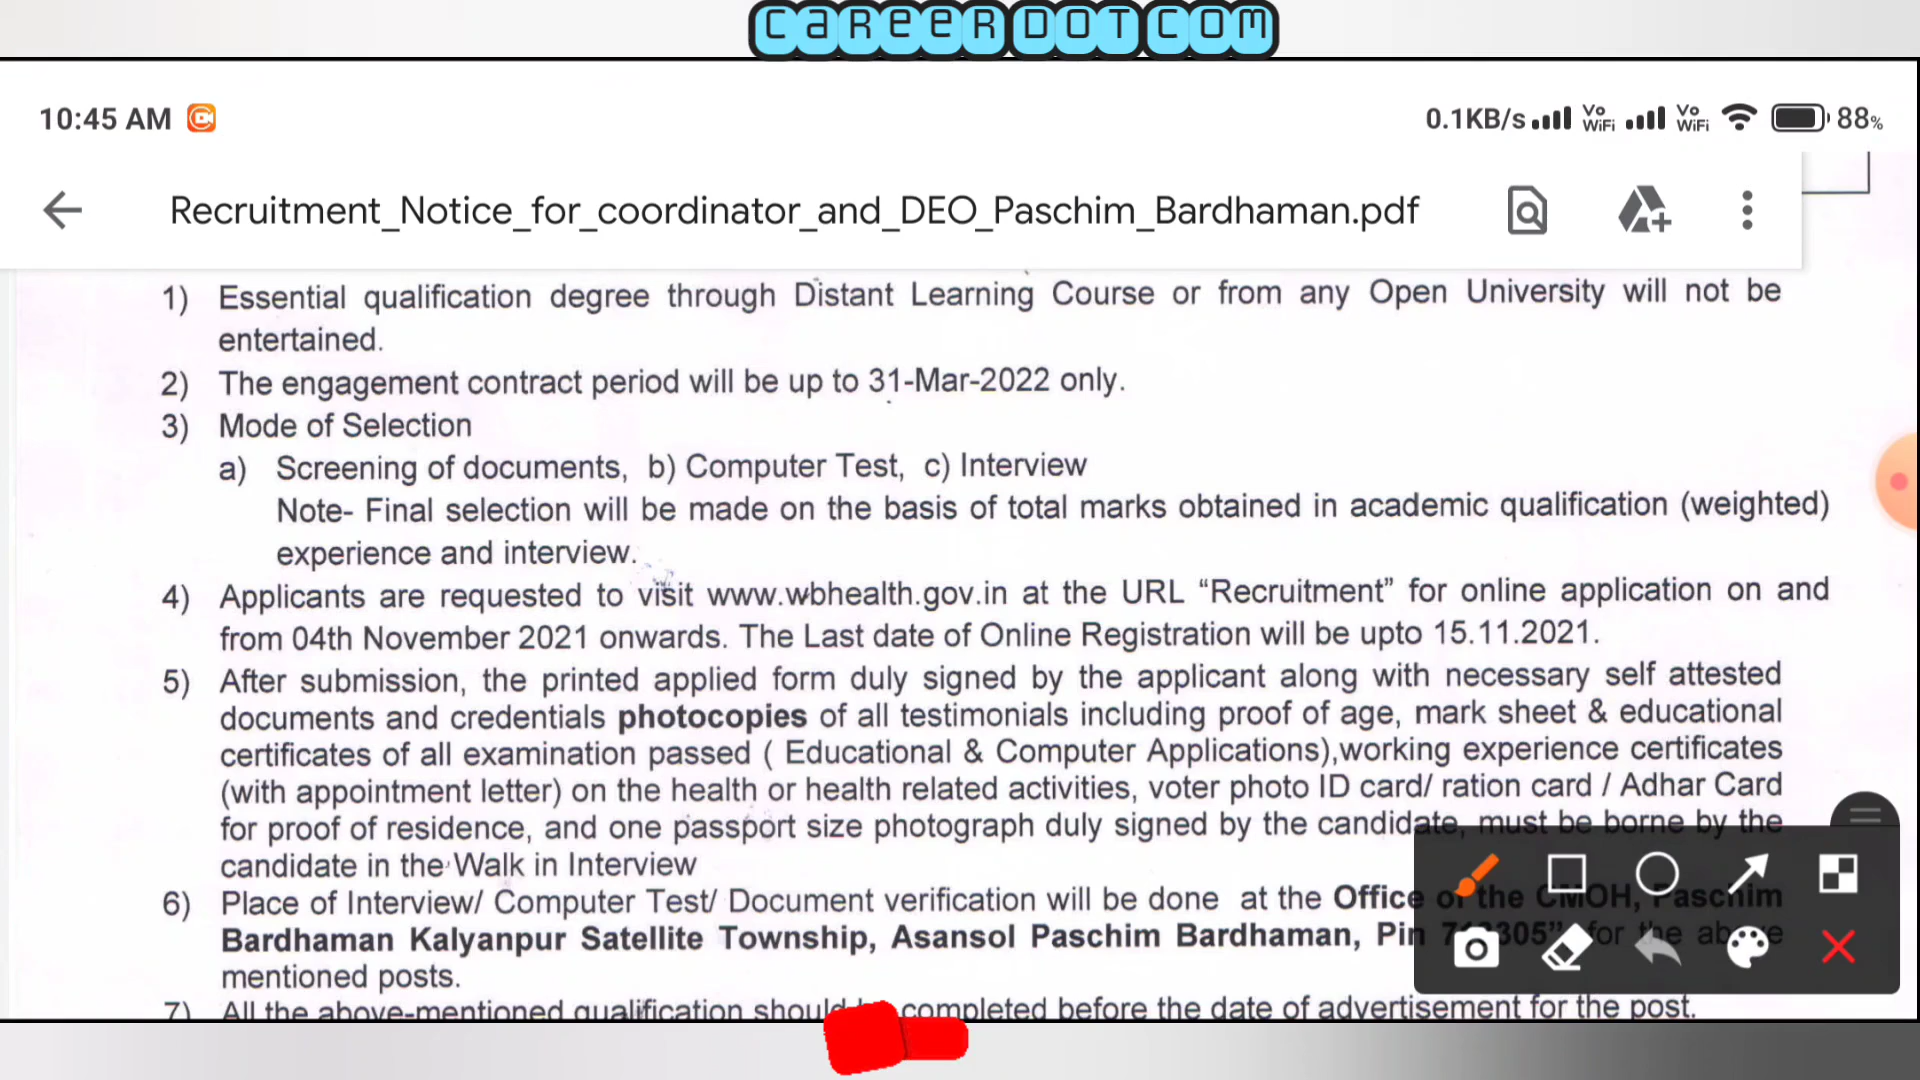 CaReeR DOT COM
10:45 AM
0.1KB/s Vo WiFi Vo WiFi 88%
Recruitment_Notice_for_coordinator_and_DEO_Paschim_Bardhaman.pdf
1) Essential qualification degree through Distant Learning Course or from any Open University will not be
entertained.
2) The engagement contract period will be up to 31-Mar-2022 only.
3) Mode of Selection
a) Screening of documents, b) Computer Test, c) Interview
Note- Final selection will be made on the basis of total marks obtained in academic qualification (weighted)
experience and interview.
4) Applicants are requested to visit www.wbhealth.gov.in at the URL “Recruitment” for online application on and
from 04th November 2021 onwards. The Last date of Online Registration will be upto 15.11.2021.
5) After submission, the printed applied form duly signed by the applicant along with necessary self attested
documents and credentials photocopies of all testimonials including proof of age, mark sheet & educational
certificates of all examination passed ( Educational & Computer Applications),working experience certificates
(with appointment letter) on the health or health related activities, voter photo ID card/ ration card / Adhar Card
for proof of residence, and one passport size photograph duly signed by the candidate, must be borne by the
candidate in the Walk in Interview
6) Place of Interview/ Computer Test/ Document verification will be done at the Office of the CMOH, Paschim
Bardhaman Kalyanpur Satellite Township, Asansol Paschim Bardhaman, Pin for the above
mentioned posts.
7) All the above-mentioned qualification should completed before the date of advertisement for the post.